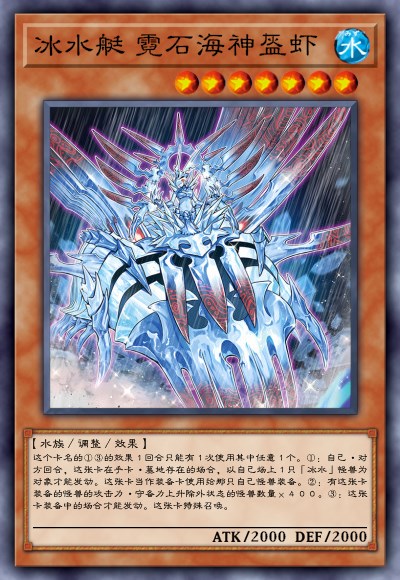 冰水艇 霓石海神盔虾
水
【水族／调整／效果】
这个卡名的①③的效果1回合只能有1次使用其中任意1个。①：自己·对
方回合，这张卡在手卡·墓地存在的场合，以自己场上1只「冰水」怪兽为
对象才能发动。这张卡当作装备卡使用给那只自己怪兽装备。②：有这张卡
装备的怪兽的攻击力·守备力上升除外状态的怪兽数量×400。③：这张
卡装备中的场合才能发动。这张卡特殊召唤。
ATK/2000 DEF/2000